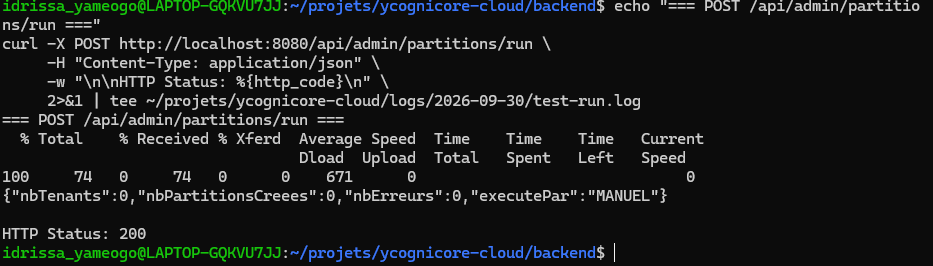 idrissa_yameogo@LAPTOP-GQKVU7JJ:~/projets/ycognicore-cloud/backend$ echo "=== POST /api/admin/partitio
ns/run ==="
curl -X POST http://localhost:8080/api/admin/partitions/run \
     -H "Content-Type: application/json" \
     -w "\n\nHTTP Status: %{http_code}\n" \
     2>&1 | tee ~/projets/ycognicore-cloud/logs/2026-09-30/test-run.log
=== POST /api/admin/partitions/run ===
  % Total    % Received % Xferd  Average Speed  Time    Time    Time   Current
                                 Dload  Upload  Total   Spent   Left   Speed
100     74   0     74   0      0    671      0                              0
{"nbTenants":0,"nbPartitionsCreees":0,"nbErreurs":0,"executePar":"MANUEL"}

HTTP Status: 200
idrissa_yameogo@LAPTOP-GQKVU7JJ:~/projets/ycognicore-cloud/backend$